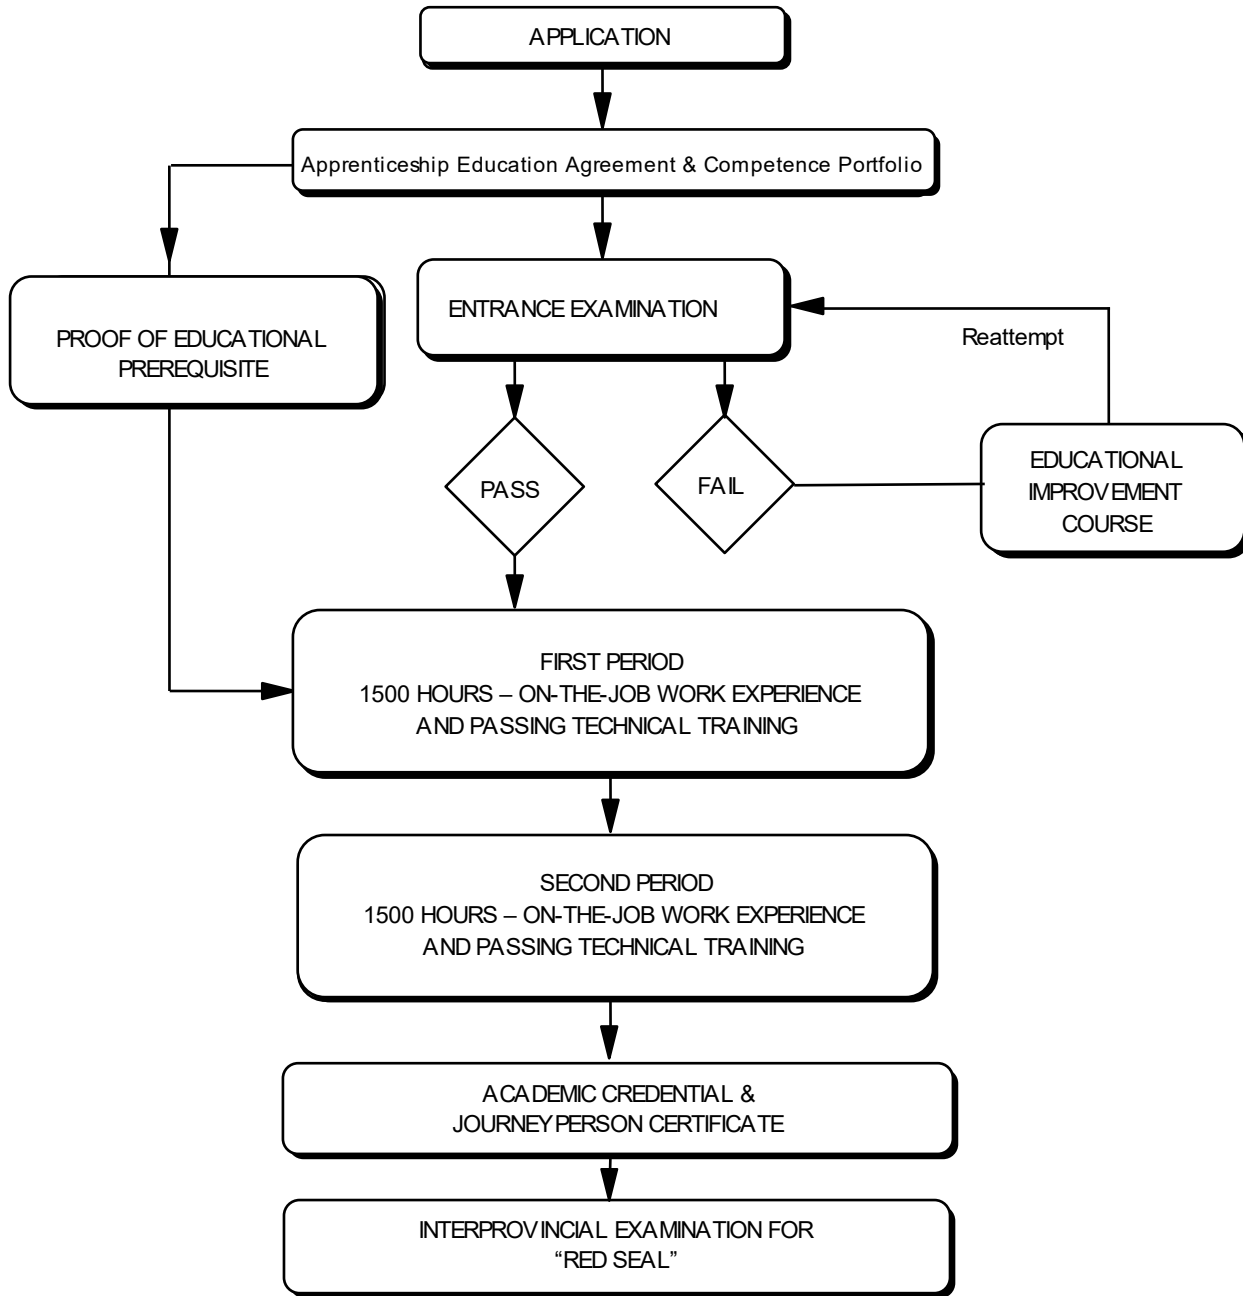 APPLICATION
Apprenticeship Education Agreement & Competence Portfolio
ENTRANCE EXAMINATION
PROOF OF EDUCATIONAL
PREREQUISITE
Reattempt
PASS
FAIL
EDUCATIONAL
IMPROVEMENT
COURSE
FIRST PERIOD
1500 HOURS – ON-THE-JOB WORK EXPERIENCE
AND PASSING TECHNICAL TRAINING
SECOND PERIOD
1500 HOURS – ON-THE-JOB WORK EXPERIENCE
AND PASSING TECHNICAL TRAINING
ACADEMIC CREDENTIAL &
JOURNEYPERSON CERTIFICATE
INTERPROVINCIAL EXAMINATION FOR
“RED SEAL”